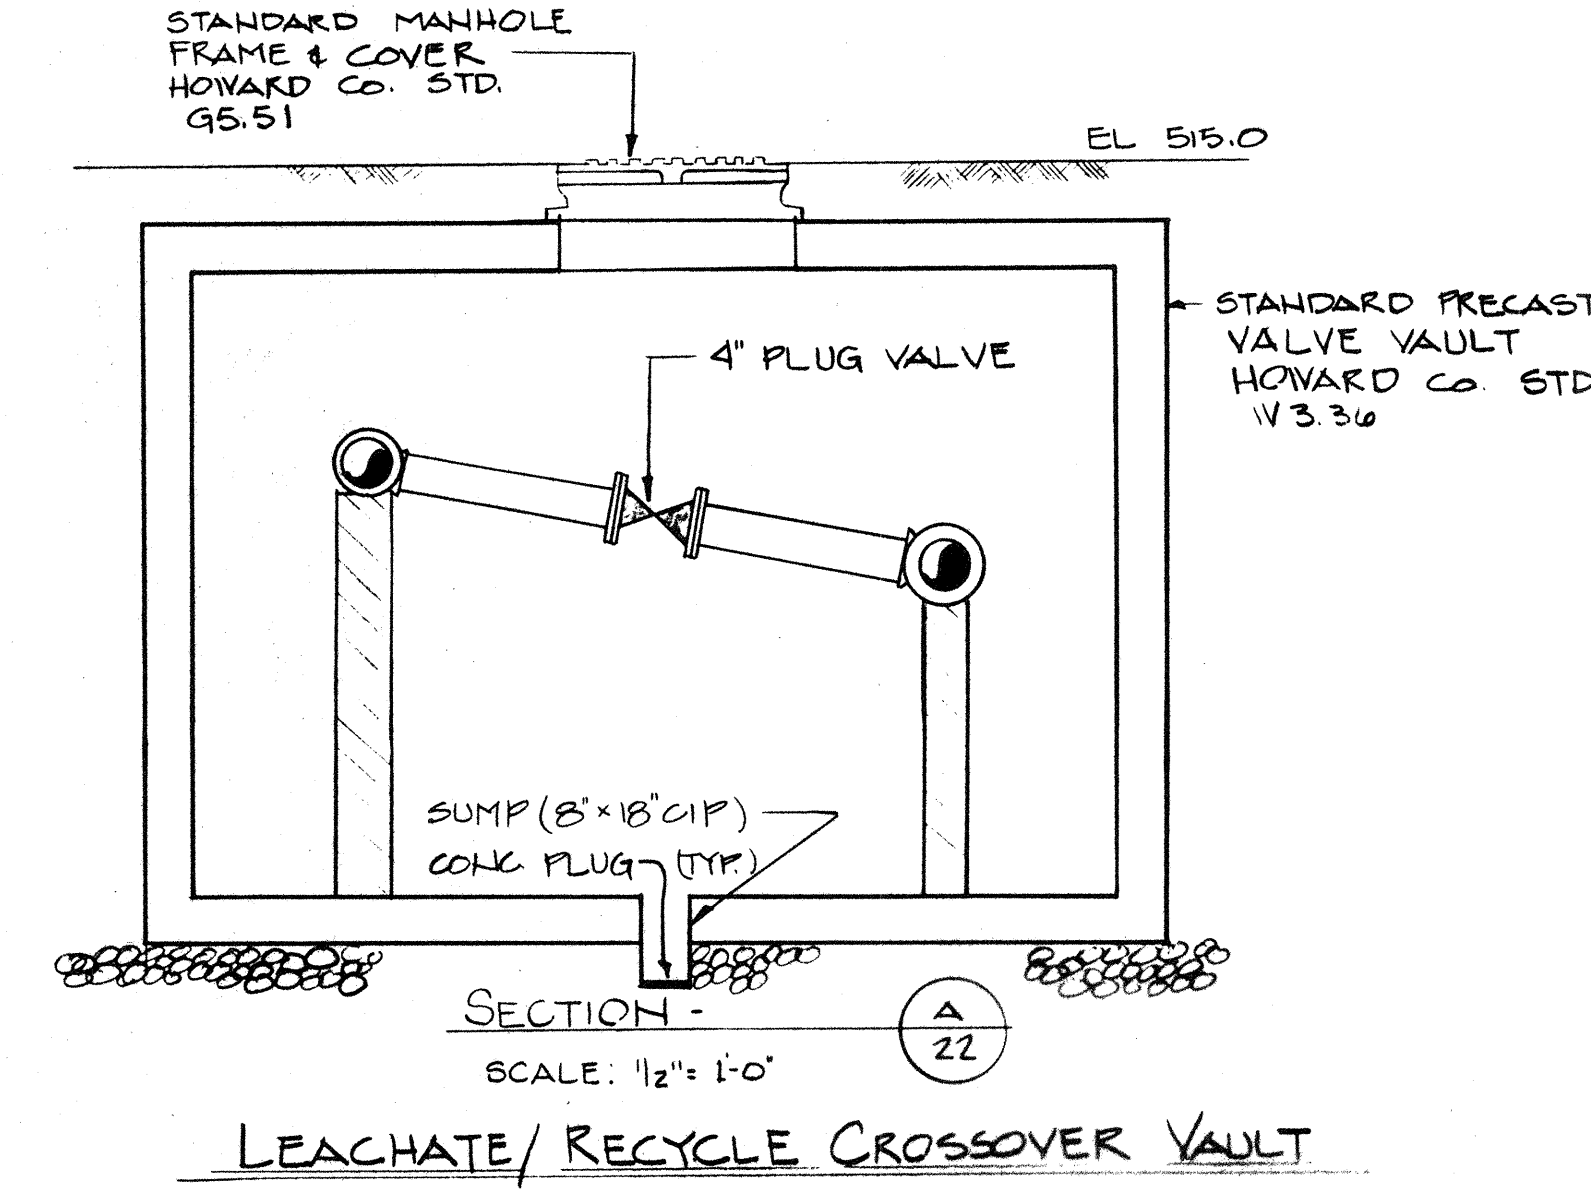 STANDARD MANHOLE
FRAME & COVER
HOWARD CO. STD.
G5.51
EL 515.0
STANDARD PRECAST
VALVE VAULT
HOWARD CO. STD
W 3.36
4" PLUG VALVE
SUMP (8" × 18" CIP)
CONC. PLUG (TYP.)
SECTION -
A
22
SCALE: 1/2" = 1'-0"
LEACHATE / RECYCLE CROSSOVER VAULT